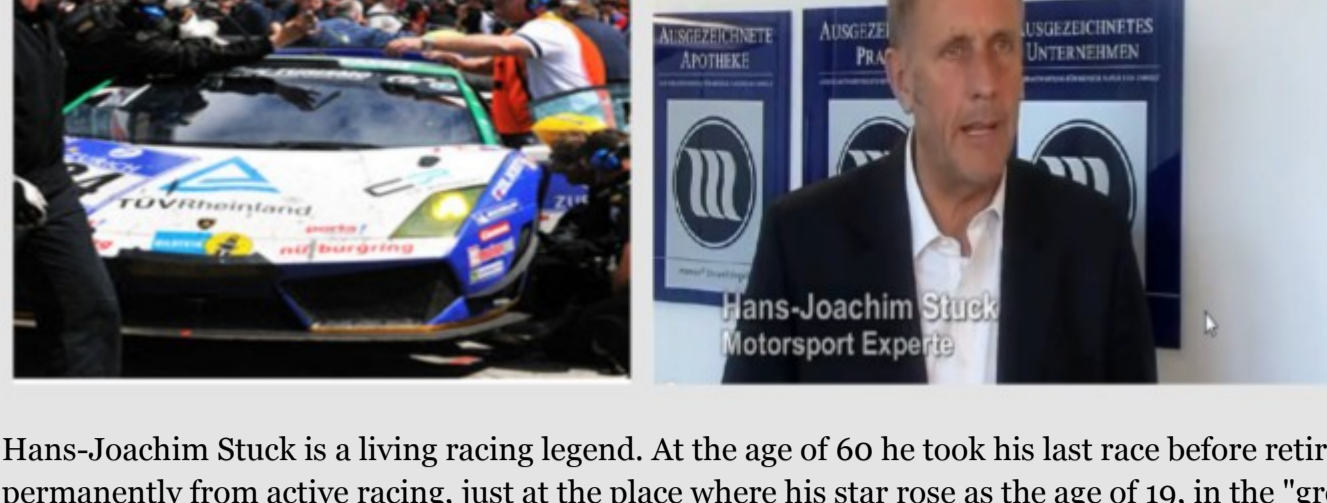 TÜVRheinland
nürburgring
AUSGEZEICHNETE
APOTHEKE
AUSGEZEI
PRA
USGEZEICHNETES
UNTERNEHMEN
Hans-Joachim Stuck
Motorsport Experte
Hans-Joachim Stuck is a living racing legend. At the age of 60 he took his last race before retir
permanently from active racing, just at the place where his star rose as the age of 19, in the "gr